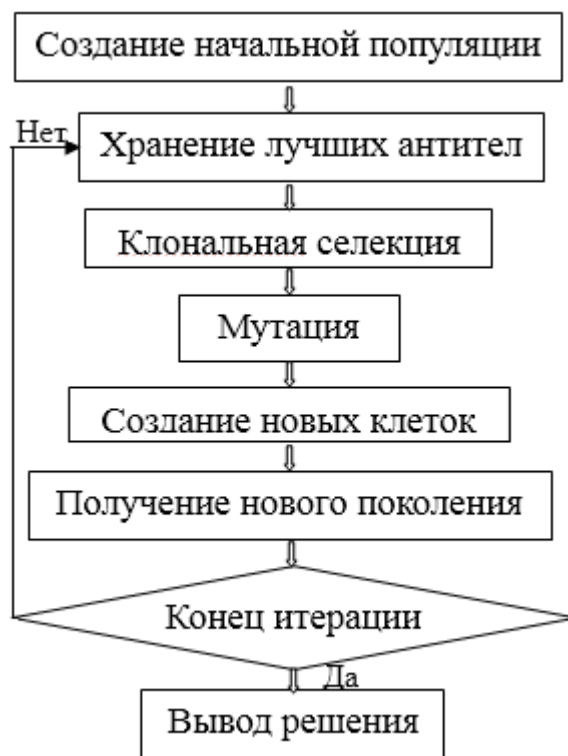 Создание начальной популяции
Нет
Хранение лучших антител
Клональная селекция
Мутация
Создание новых клеток
Получение нового поколения
Конец итерации
Да
Вывод решения